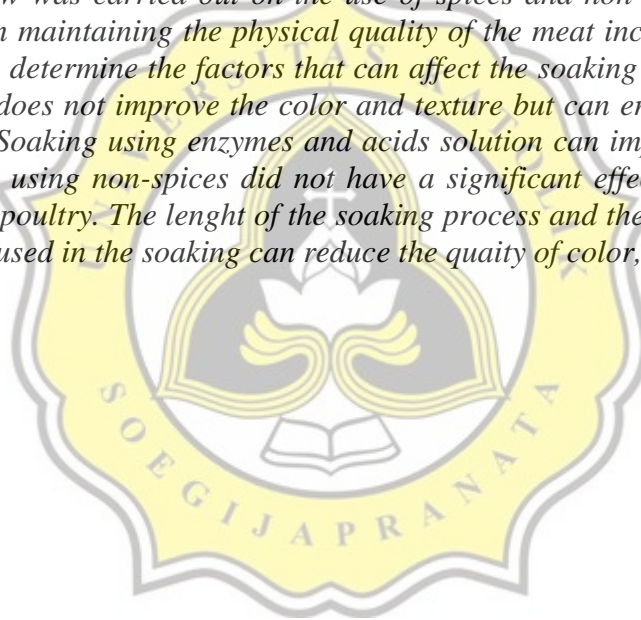 w was carried out on the use of spices and non
n maintaining the physical quality of the meat inc
determine the factors that can affect the soaking
does not improve the color and texture but can en
Soaking using enzymes and acids solution can im
using non-spices did not have a significant effe
poultry. The lenght of the soaking process and the
used in the soaking can reduce the quaity of color,
UNIVERSITAS KATOLIK
SOEGIJAPRANATA